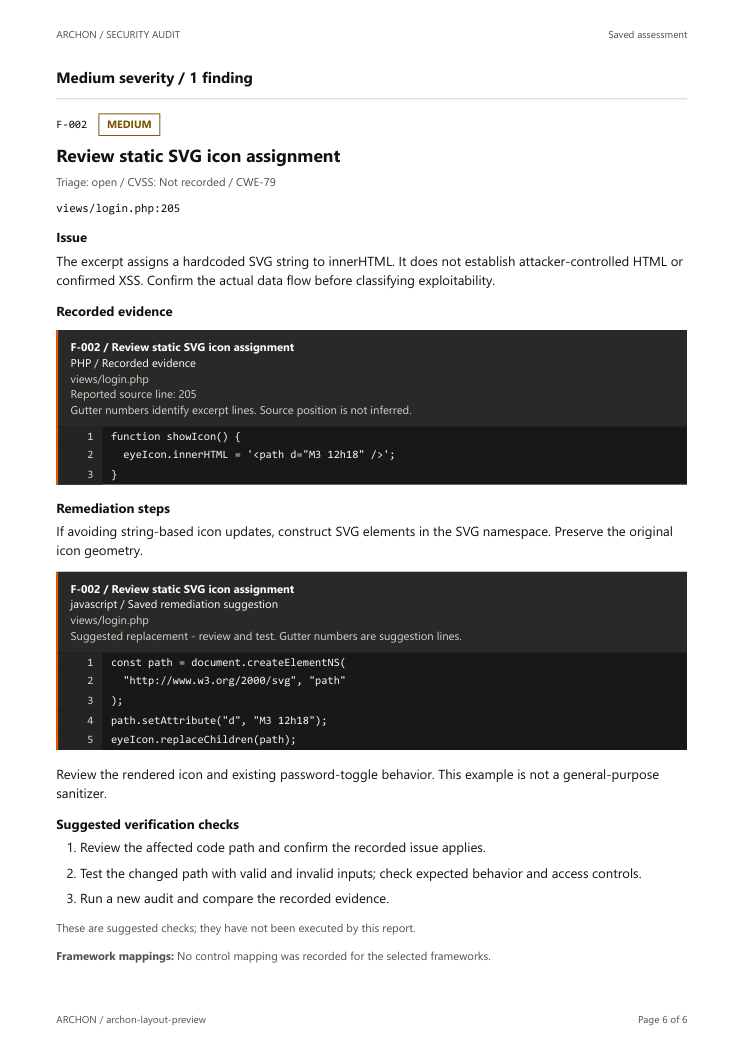 ARCHON / SECURITY AUDIT
Saved assessment
Medium severity / 1 finding
F-002 MEDIUM
Review static SVG icon assignment
Triage: open / CVSS: Not recorded / CWE-79
views/login.php:205
Issue
The excerpt assigns a hardcoded SVG string to innerHTML. It does not establish attacker-controlled HTML or
confirmed XSS. Confirm the actual data flow before classifying exploitability.
Recorded evidence
F-002 / Review static SVG icon assignment
PHP / Recorded evidence
views/login.php
Reported source line: 205
Gutter numbers identify excerpt lines. Source position is not inferred.
1 function showIcon() {
2   eyeIcon.innerHTML = '<path d="M3 12h18" />';
3 }
Remediation steps
If avoiding string-based icon updates, construct SVG elements in the SVG namespace. Preserve the original
icon geometry.
F-002 / Review static SVG icon assignment
javascript / Saved remediation suggestion
views/login.php
Suggested replacement - review and test. Gutter numbers are suggestion lines.
1 const path = document.createElementNS(
2   "http://www.w3.org/2000/svg", "path"
3 );
4 path.setAttribute("d", "M3 12h18");
5 eyeIcon.replaceChildren(path);
Review the rendered icon and existing password-toggle behavior. This example is not a general-purpose
sanitizer.
Suggested verification checks
1. Review the affected code path and confirm the recorded issue applies.
2. Test the changed path with valid and invalid inputs; check expected behavior and access controls.
3. Run a new audit and compare the recorded evidence.
These are suggested checks; they have not been executed by this report.
Framework mappings: No control mapping was recorded for the selected frameworks.
ARCHON / archon-layout-preview
Page 6 of 6